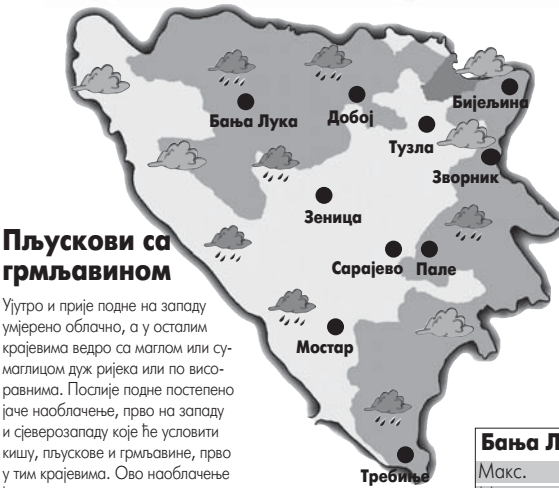 Бања Лука
Добој
Бијељина
Тузла
Зворник
Зеница
Сарајево
Пале
Мостар
Требиње
Пљускови са
грмљавином
Ујутро и прије подне на западу
умјерено облачно, а у осталим
крајевима ведро са маглом или су-
маглицом дуж ријека или по висо-
равнима. Послије подне постепено
јаче наоблачење, прво на западу
и сјеверозападу које ће условити
кишу, пљускове и грмљавине, прво
у тим крајевима. Ово наоблачење
Бања
Макс.